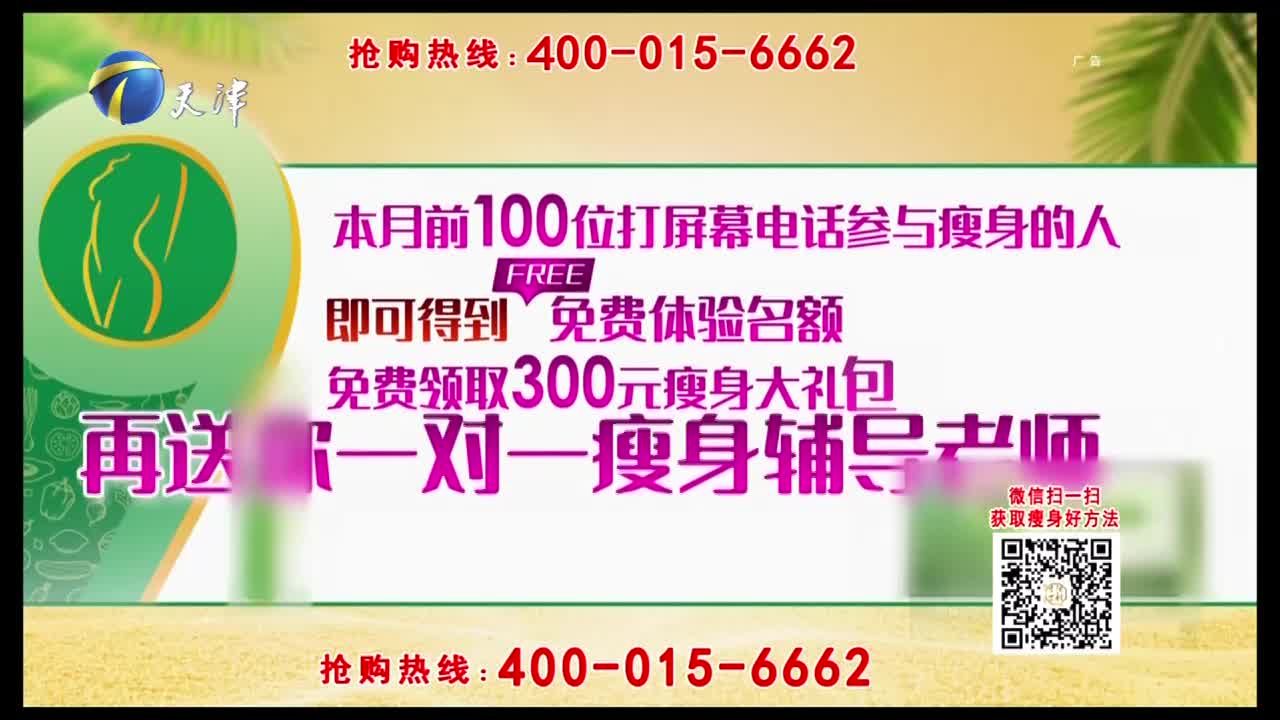 抢购热线:400-015-6662
广告
天津
本月前100位打屏幕电话参与瘦身的人
FREE
即可得到 免费体验名额
免费领取300元瘦身大礼包
再送你一对一瘦身辅导老师
微信扫一扫
获取瘦身好方法
抢购热线:400-015-6662